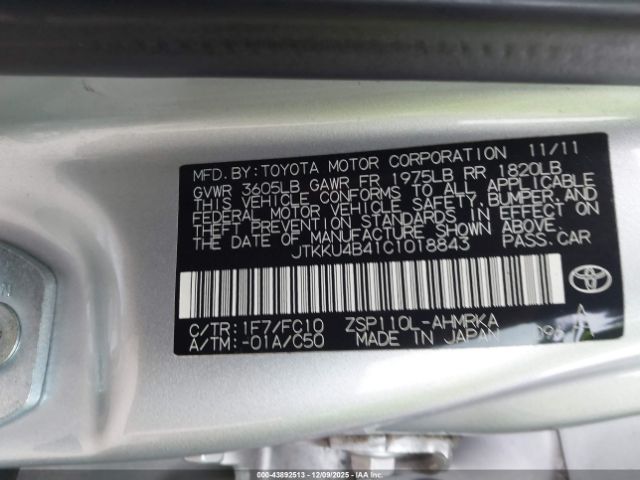 MFD. BY: TOYOTA MOTOR CORPORATION 11/11
GVWR 3605LB GAWR FR 1975LB RR 1820LB
THIS VEHICLE CONFORMS TO ALL APPLICABLE
FEDERAL MOTOR VEHICLE SAFETY, BUMPER, AND
THEFT PREVENTION STANDARDS IN EFFECT ON
THE DATE OF MANUFACTURE SHOWN ABOVE.
JTKKU4B41C1018843 PASS. CAR
C/TR: 1F7/FC10 ZSP110L-AHMRKA
A/TM: -01A/C50 MADE IN JAPAN
000-43892513 - 12/09/2025 - IAA Inc.